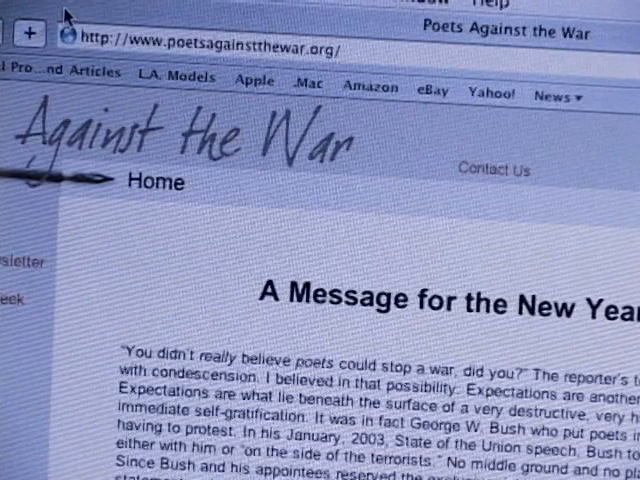 Help
Poets Against the War
+ http://www.poetsagainstthewar.org/
Pro...nd Articles L.A. Models Apple .Mac Amazon eBay Yahoo! News
Against the War
Contact Us
Home
sletter
A Message for the New Year
eek
"You didn't really believe poets could stop a war, did you?" The reporter's
with condescension. I believed in that possibility. Expectations are another
Expectations are what lie beneath the surface of a very destructive, very
immediate self-gratification. It was in fact George W. Bush who put poets
having to protest. In his January, 2003, State of the Union speech, Bush
either with him or "on the side of the terrorists." No middle ground and no
Since Bush and his appointees reserved the